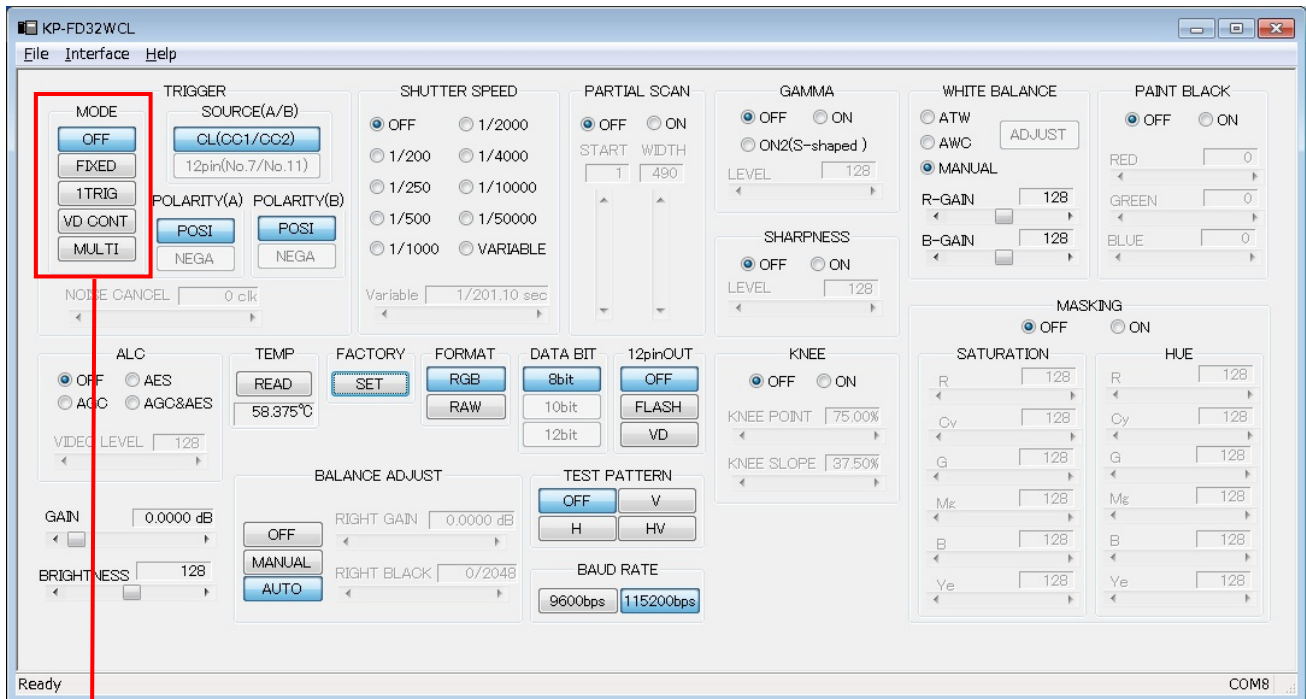 KP-FD32WCL
File Interface Help
TRIGGER
MODE
OFF
FIXED
1TRIG
VD CONT
MULTI
SOURCE(A/B)
CL(CC1/CC2)
12pin(No.7/No.11)
POLARITY(A) POLARITY(B)
POSI POSI
NEGA NEGA
NOISE CANCEL 0 clk
SHUTTER SPEED
OFF 1/2000
1/200 1/4000
1/250 1/10000
1/500 1/50000
1/1000 VARIABLE
Variable 1/201.10 sec
PARTIAL SCAN
OFF ON
START WIDTH
1 490
GAMMA
OFF ON
ON2(S-shaped )
LEVEL 128
SHARPNESS
OFF ON
LEVEL 128
WHITE BALANCE
ATW
AWC
ADJUST
MANUAL
R-GAIN 128
B-GAIN 128
PAINT BLACK
OFF ON
RED 0
GREEN 0
BLUE 0
ALC
OFF AES
AGC AGC&AES
VIDEO LEVEL 128
GAIN 0.0000 dB
BRIGHTNESS 128
TEMP
READ
58.375℃
FACTORY
SET
FORMAT
RGB
RAW
DATA BIT
8bit
10bit
12bit
12pinOUT
OFF
FLASH
VD
BALANCE ADJUST
OFF
MANUAL
AUTO
RIGHT GAIN 0.0000 dB
RIGHT BLACK 0/2048
TEST PATTERN
OFF V
H HV
BAUD RATE
9600bps 115200bps
KNEE
OFF ON
KNEE POINT 75.00%
KNEE SLOPE 37.50%
MASKING
OFF ON
SATURATION
R 128
Cy 128
G 128
Mg 128
B 128
Ye 128
HUE
R 128
Cy 128
G 128
Mg 128
B 128
Ye 128
Ready COM8